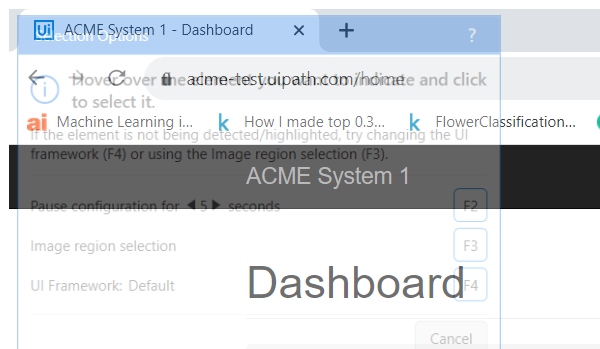 ACME System 1 - Dashboard
Selection Options ?
acme-test.uipath.com/home
Hover over the element you want to indicate and click
to select it.
ai Machine Learning i... k How I made top 0.3... k FlowerClassification...
If the element is not being detected/highlighted, try changing the UI
framework (F4) or using the Image region selection (F3).
ACME System 1
Pause configuration for 5 seconds F2
Image region selection F3
UI Framework: Default F4
Dashboard
Cancel